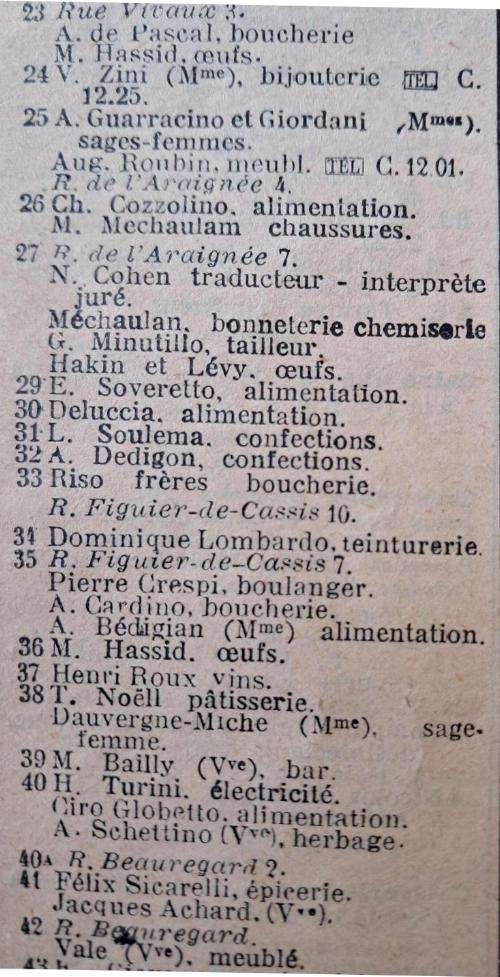 23 Rue Vivaux 3.
A. de Pascal, boucherie
M. Hassid, œufs.
24 V. Zini (Mme), bijouterie TEL C.
12.25.
25 A. Guarracino et Giordani (Mmes).
sages-femmes.
Aug. Roubin, meubl. TEL C. 12 01.
R. de l'Araignée 4.
26 Ch. Cozzolino. alimentation.
M. Mechaulam chaussures.
27 R. de l'Araignée 7.
N. Cohen traducteur - interprète
juré.
Méchaulan. bonneterie chemiserie
G. Minutillo, tailleur.
Hakin et Lévy. œufs.
29 E. Soveretto, alimentation.
30 Deluccia. alimentation.
31 L. Soulema. confections.
32 A. Dedigon, confections.
33 Riso frères boucherie.
R. Figuier-de-Cassis 10.
34 Dominique Lombardo, teinturerie.
35 R. Figuier-de-Cassis 7.
Pierre Crespi, boulanger.
A. Cardino, boucherie.
A. Bédigian (Mme) alimentation.
36 M. Hassid. œufs.
37 Henri Roux vins.
38 T. Noëll pâtisserie.
Dauvergne-Miche (Mme), sage-
femme.
39 M. Bailly (Vve), bar.
40 H. Turini. électricité.
Ciro Globetto. alimentation.
A. Schettino (Vve), herbage.
40A R. Beauregard 2.
41 Félix Sicarelli, épicerie.
Jacques Achard, (Vve).
42 R. Beauregard.
Vale (Vve), meublé.